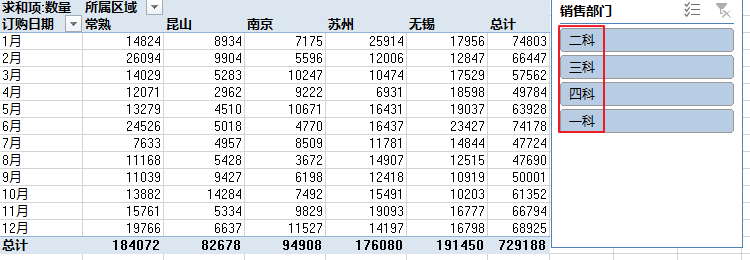 求和项:数量 所属区域
订购日期 常熟 昆山 南京 苏州 无锡 总计
1月 14824 8934 7175 25914 17956 74803
2月 26094 9904 5596 12006 12847 66447
3月 14029 5283 10247 10474 17529 57562
4月 12071 2962 9222 6931 18598 49784
5月 13279 4510 10671 16431 19037 63928
6月 24526 5018 4770 16437 23427 74178
7月 7633 4957 8509 11781 14844 47724
8月 11168 5428 3672 14907 12515 47690
9月 11039 9427 6198 12418 10919 50001
10月 13882 14284 7492 15491 10203 61352
11月 15761 5334 9829 19093 16777 66794
12月 19766 6637 11527 14197 16798 68925
总计 184072 82678 94908 176080 191450 729188
销售部门
二科
三科
四科
一科